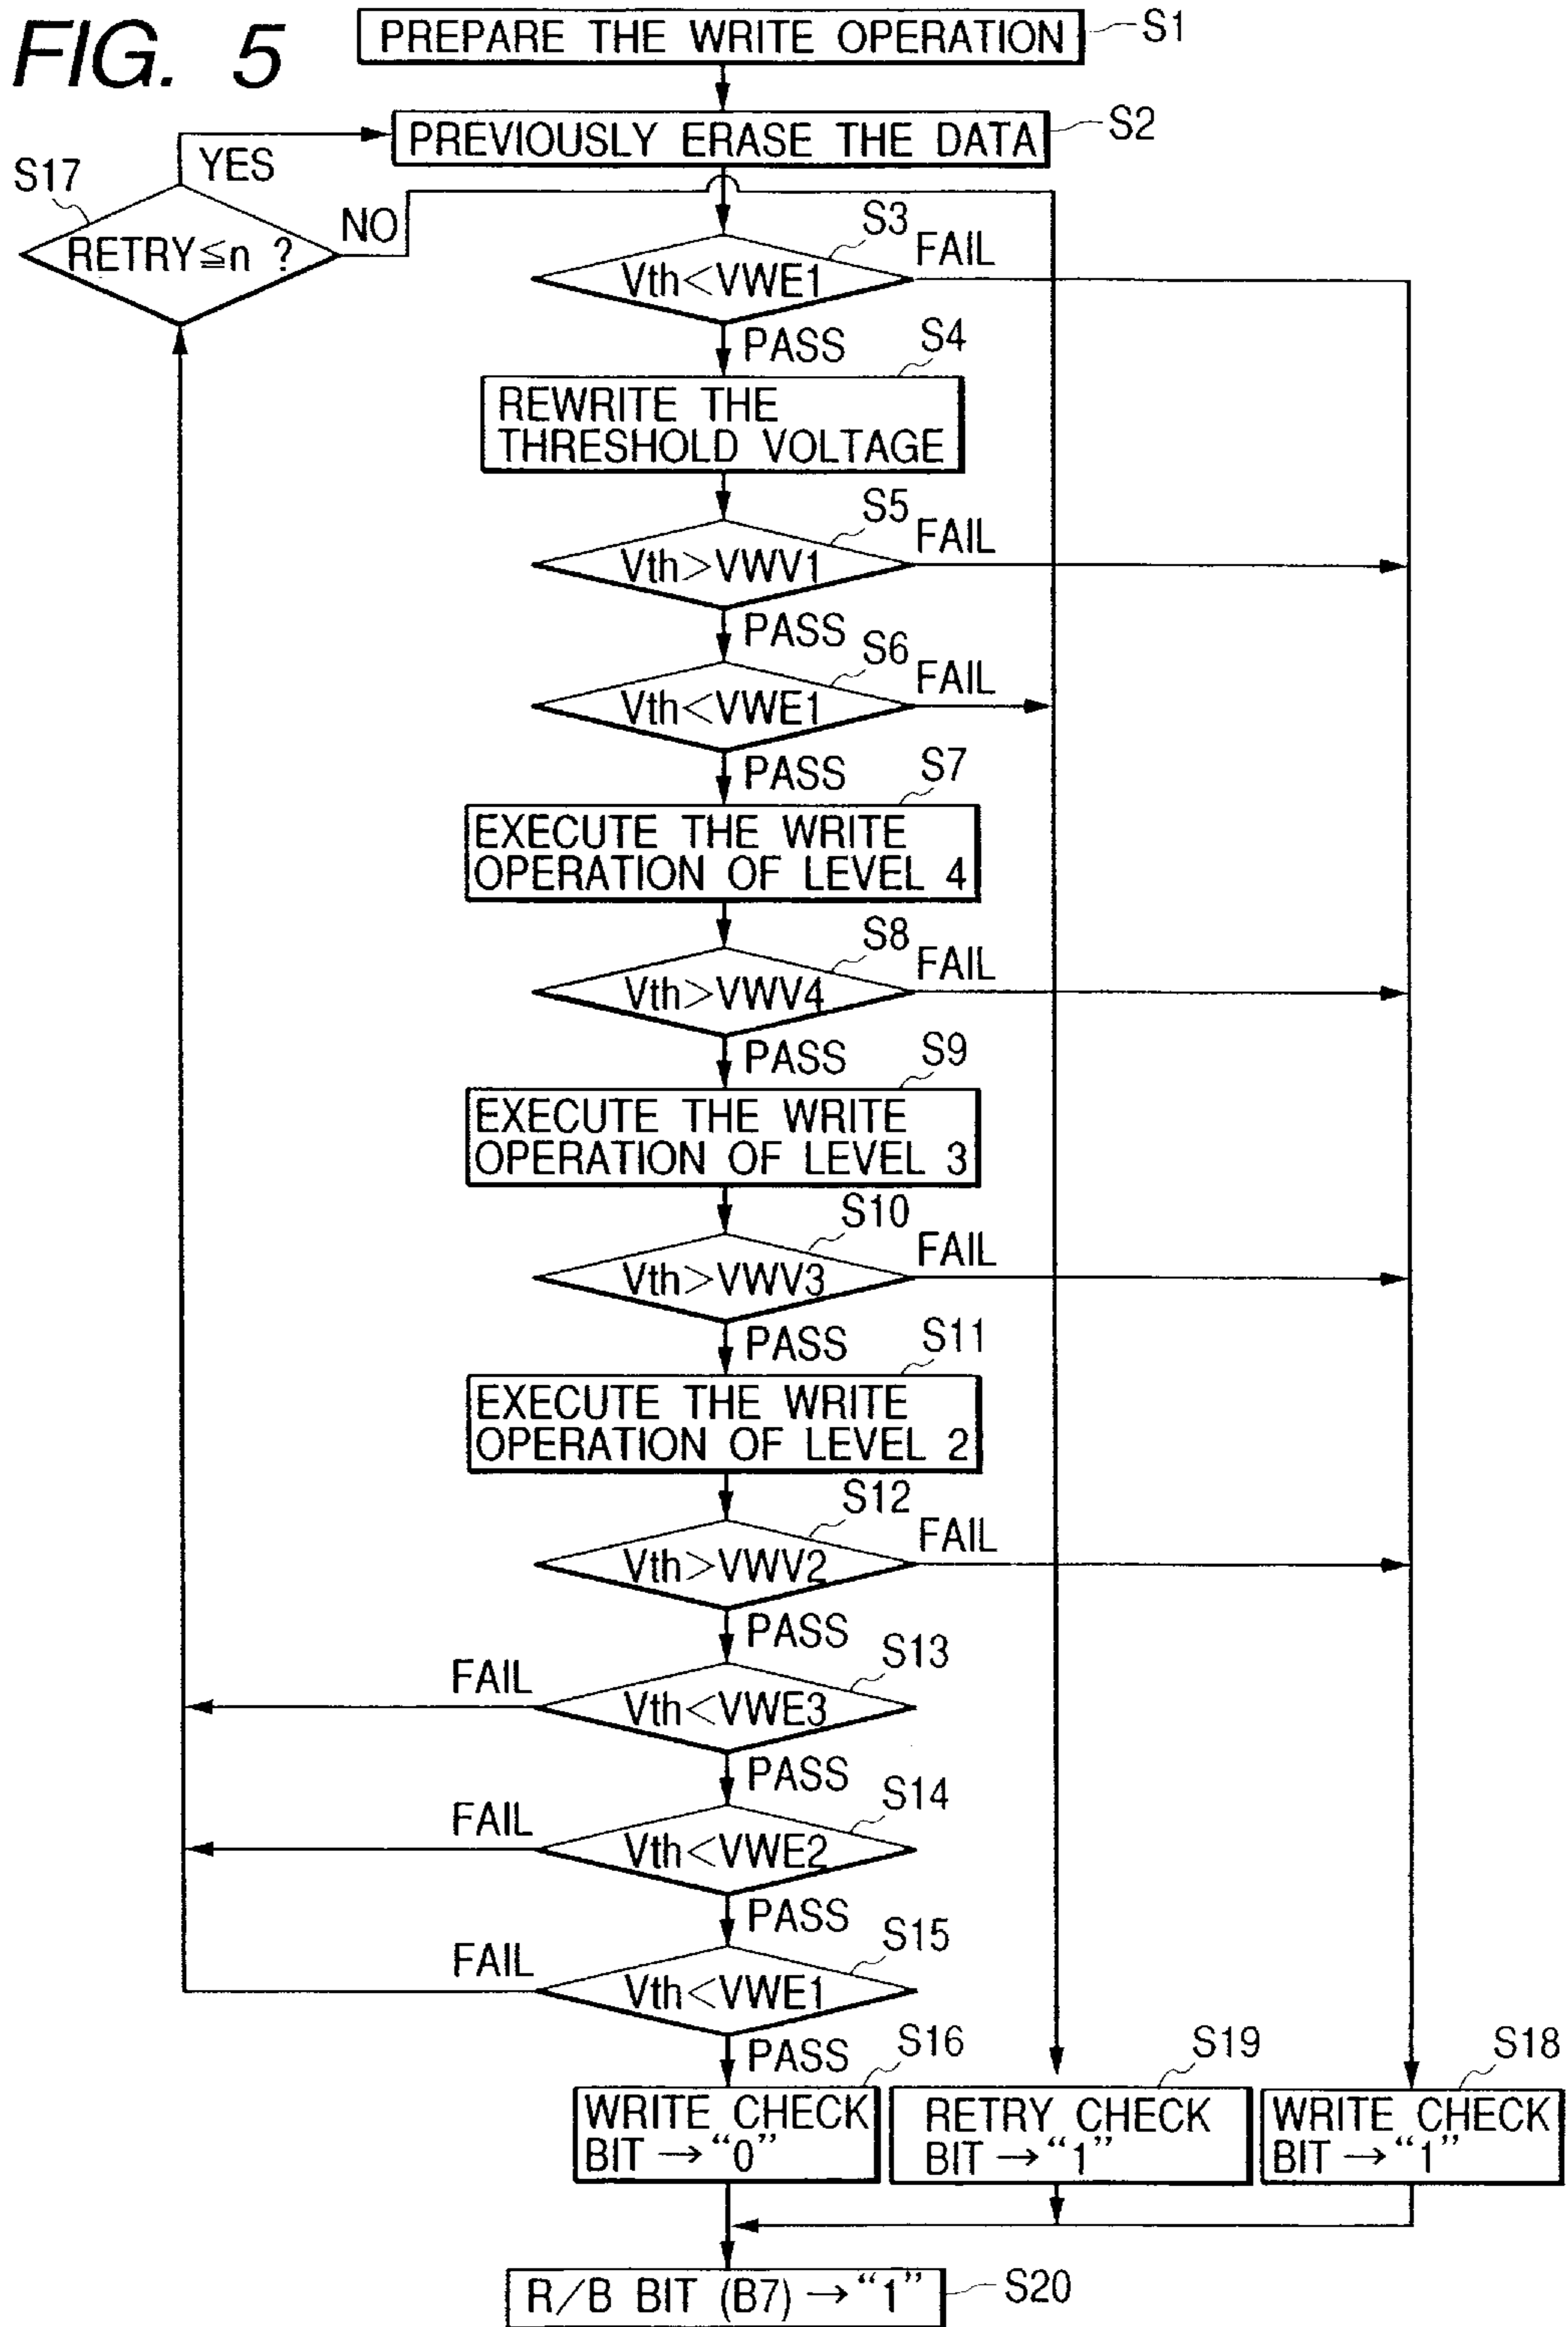 FIG. 5
PREPARE THE WRITE OPERATION
S1
PREVIOUSLY ERASE THE DATA
S2
YES
S17
RETRY≦n ?
NO
S3
Vth<VWE1
FAIL
PASS
S4
REWRITE THE
THRESHOLD VOLTAGE
S5
Vth>VWV1
FAIL
PASS
S6
Vth<VWE1
FAIL
PASS
S7
EXECUTE THE WRITE
OPERATION OF LEVEL 4
S8
Vth>VWV4
FAIL
PASS
S9
EXECUTE THE WRITE
OPERATION OF LEVEL 3
S10
Vth>VWV3
FAIL
PASS
S11
EXECUTE THE WRITE
OPERATION OF LEVEL 2
S12
Vth>VWV2
FAIL
PASS
S13
FAIL
Vth<VWE3
PASS
S14
FAIL
Vth<VWE2
PASS
S15
FAIL
Vth<VWE1
PASS
S16
WRITE CHECK
BIT → “0”
S19
RETRY CHECK
BIT → “1”
S18
WRITE CHECK
BIT → “1”
R/B BIT (B7) → “1”
S20